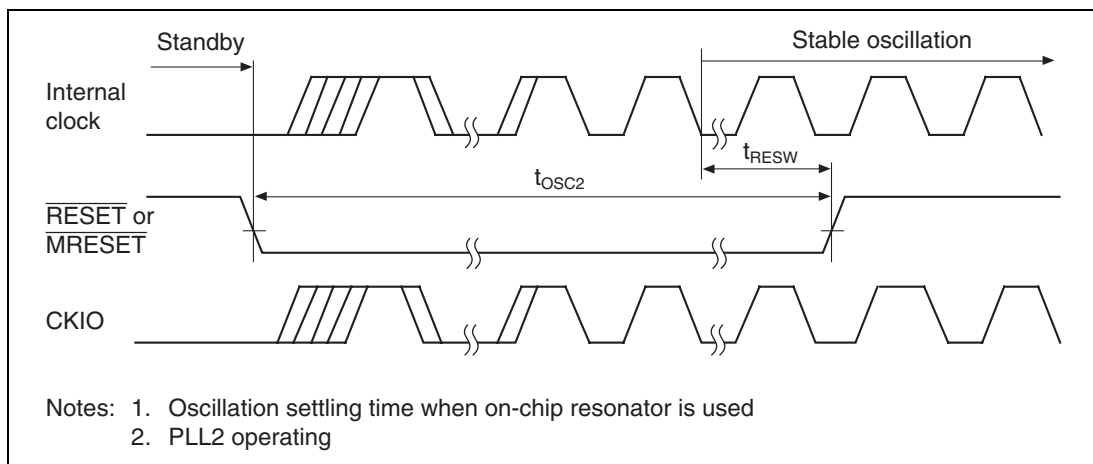 Standby
Stable oscillation
Internal
clock
tRESW
tOSC2
RESET or
MRESET
CKIO
Notes: 1. Oscillation settling time when on-chip resonator is used
2. PLL2 operating